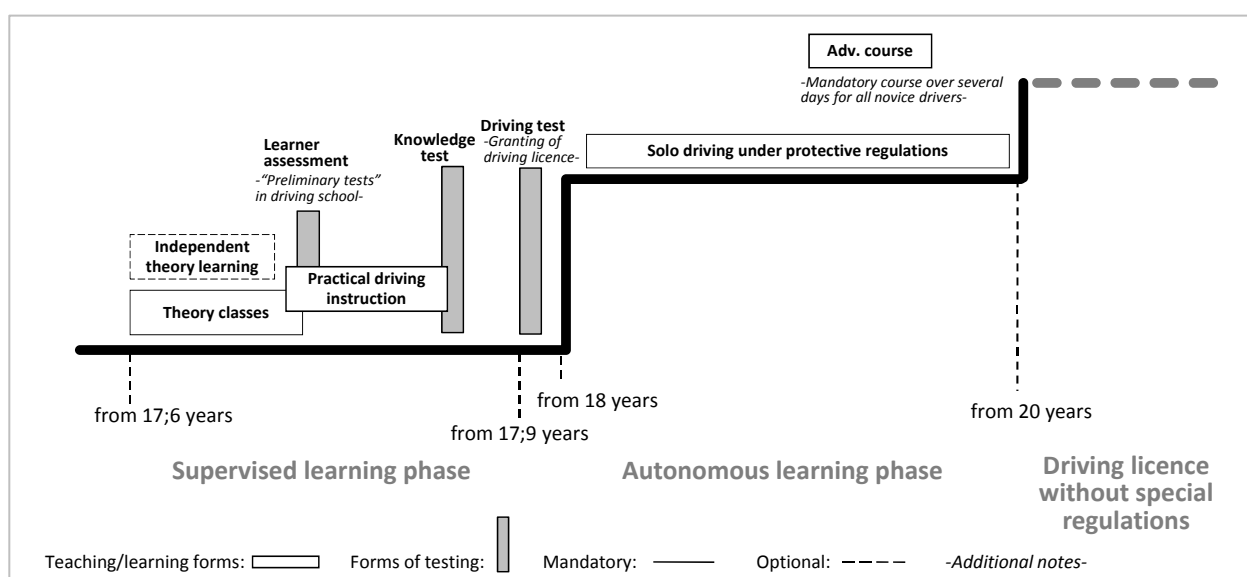 Adv. course
-Mandatory course over several
days for all novice drivers-
Driving test
-Granting of
driving licence-
Knowledge
test
Learner
assessment
-“Preliminary tests”
in driving school-
Solo driving under protective regulations
Independent
theory learning
Practical driving
instruction
Theory classes
from 17;6 years
from 17;9 years
from 18 years
from 20 years
Supervised learning phase
Autonomous learning phase
Driving licence
without special
regulations
Teaching/learning forms:
Forms of testing:
Mandatory:
Optional:
-Additional notes-